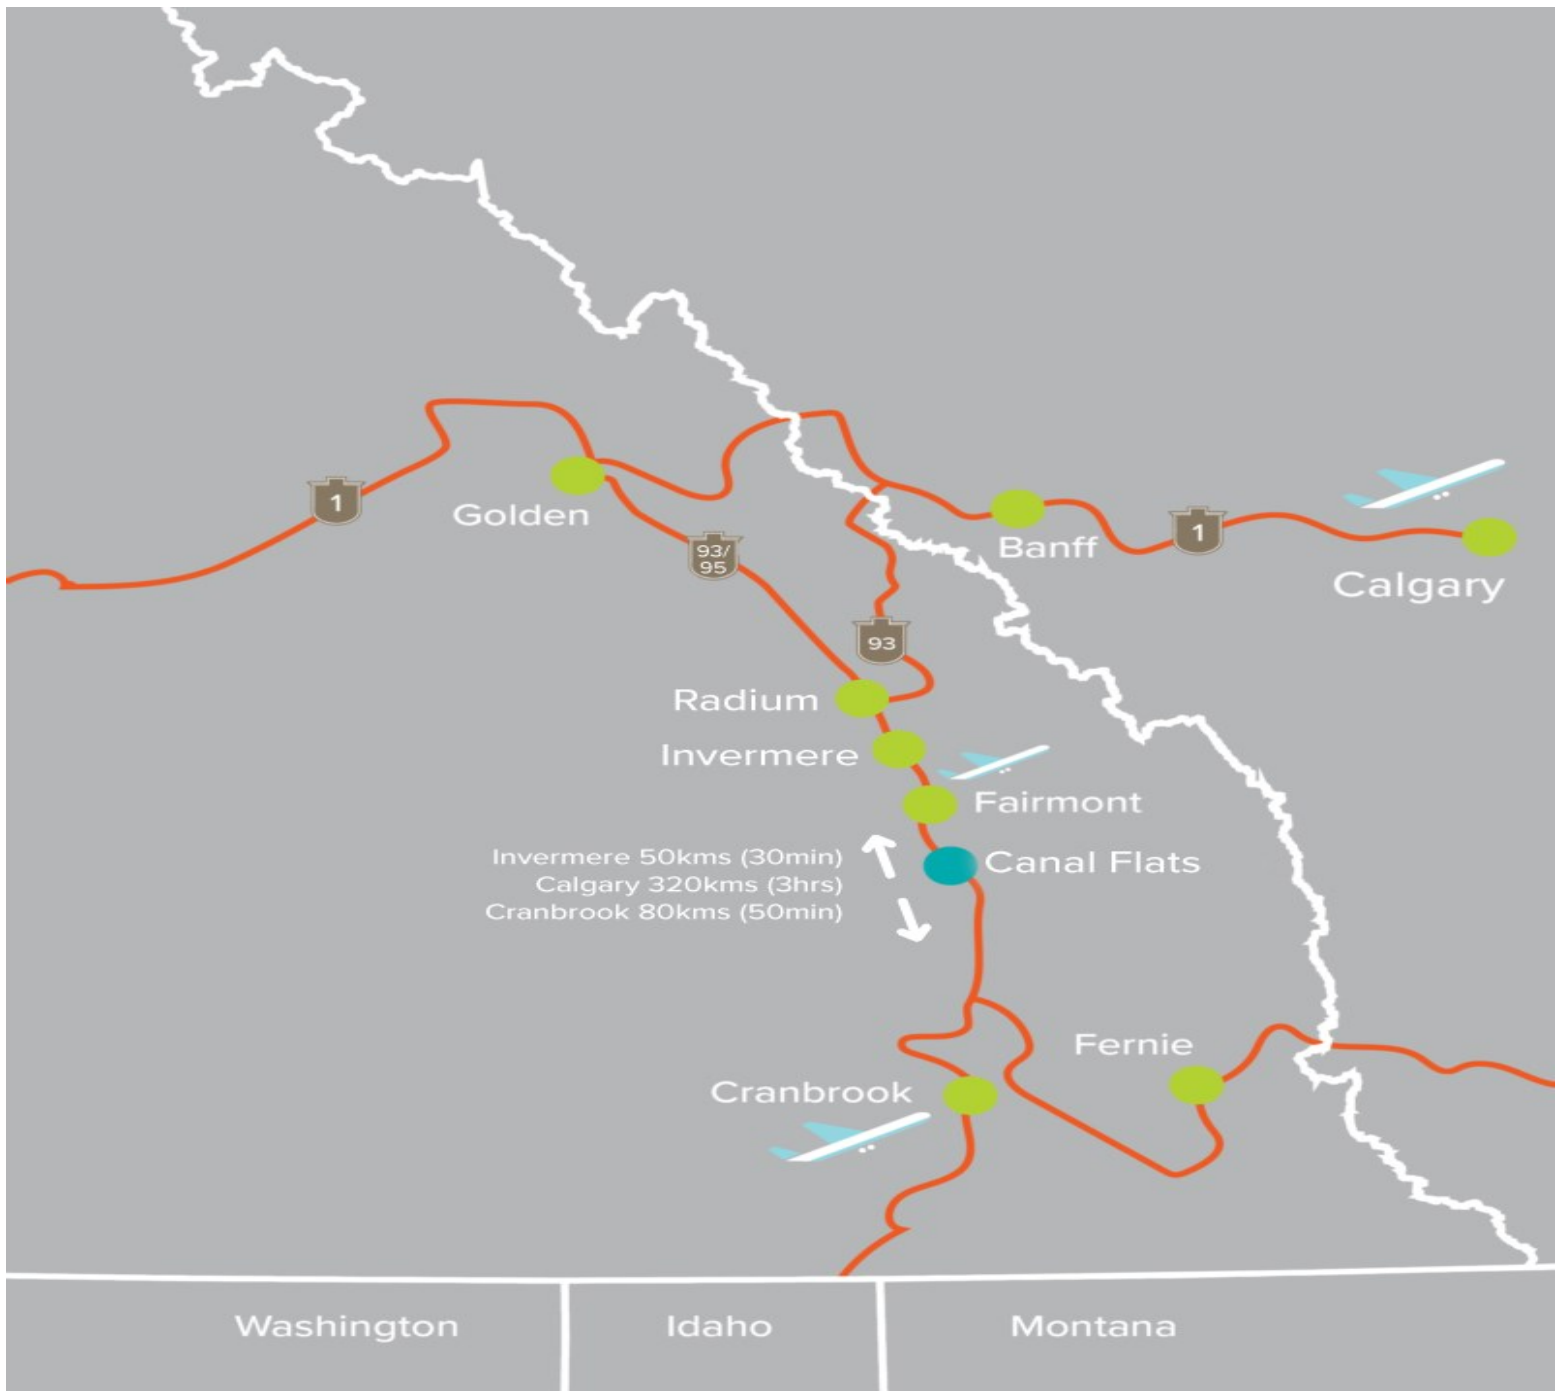 1
Golden
93/
95
Banff
1
Calgary
93
Radium
Invermere
Fairmont
Invermere 50kms (30min)
Calgary 320kms (3hrs)
Cranbrook 80kms (50min)
Canal Flats
Fernie
Cranbrook
Washington
Idaho
Montana